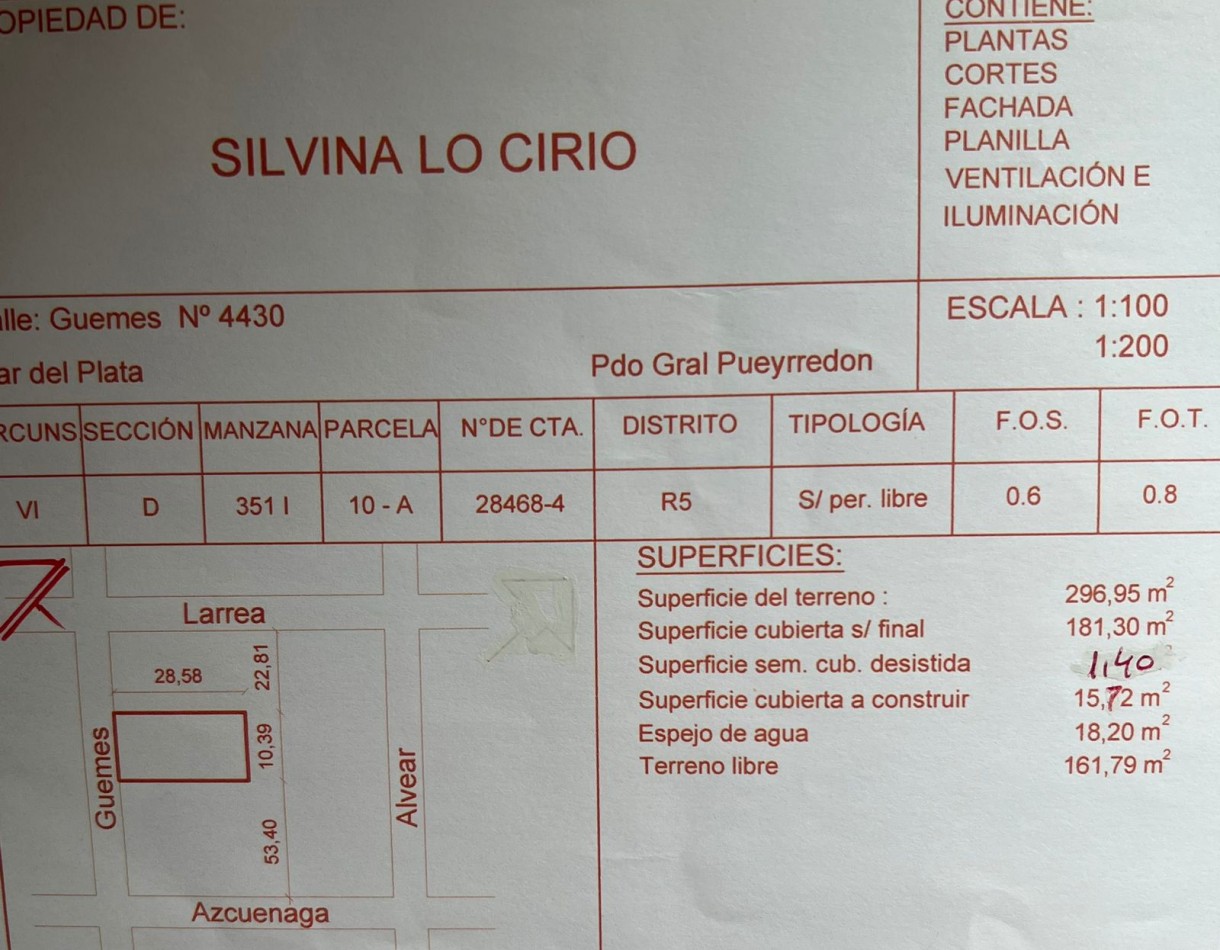 OPIEDAD DE:
SILVINA LO CIRIO
CONTIENE:
PLANTAS
CORTES
FACHADA
PLANILLA
VENTILACIÓN E
ILUMINACIÓN
lle: Guemes Nº 4430
ar del Plata
Pdo Gral Pueyrredon
ESCALA : 1:100
1:200
RCUNS SECCIÓN MANZANA PARCELA N°DE CTA. DISTRITO TIPOLOGÍA F.O.S. F.O.T.
VI D 351 I 10 - A 28468-4 R5 S/ per. libre 0.6 0.8
Larrea
28,58
22,81
10,39
53,40
Guemes
Alvear
Azcuenaga
SUPERFICIES:
Superficie del terreno : 296,95 m²
Superficie cubierta s/ final 181,30 m²
Superficie sem. cub. desistida 1,40 ²
Superficie cubierta a construir 15,72 m²
Espejo de agua 18,20 m²
Terreno libre 161,79 m²